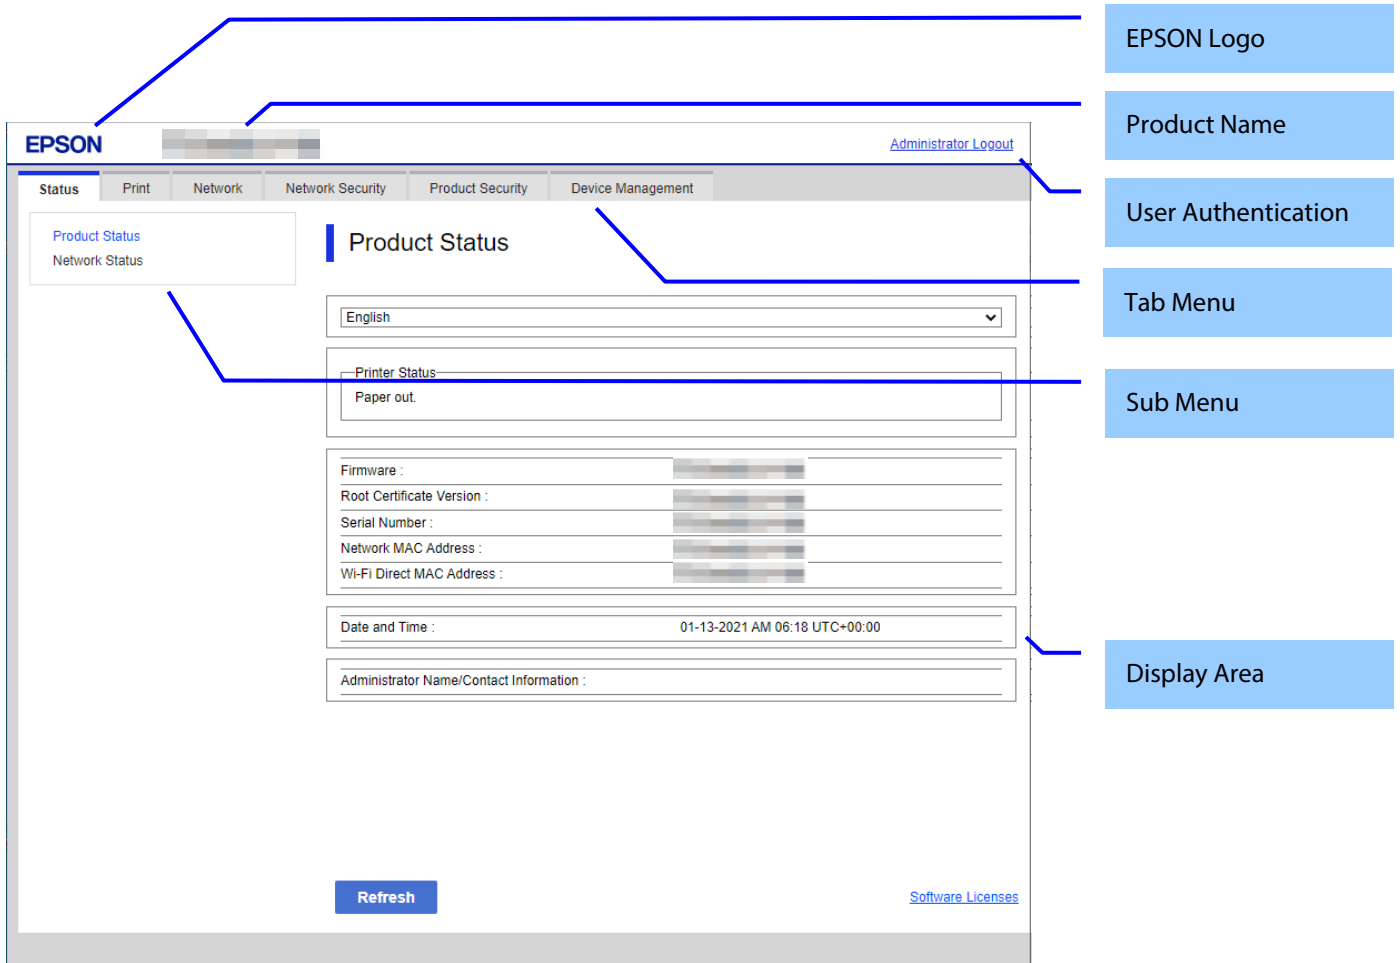 EPSON Logo
Product Name
EPSON
Administrator Logout
Status Print Network Network Security Product Security Device Management
User Authentication
Product Status
Network Status
Product Status
Tab Menu
English
Printer Status
Paper out.
Sub Menu
Firmware :
Root Certificate Version :
Serial Number :
Network MAC Address :
Wi-Fi Direct MAC Address :
Date and Time : 01-13-2021 AM 06:18 UTC+00:00
Administrator Name/Contact Information :
Display Area
Refresh
Software Licenses